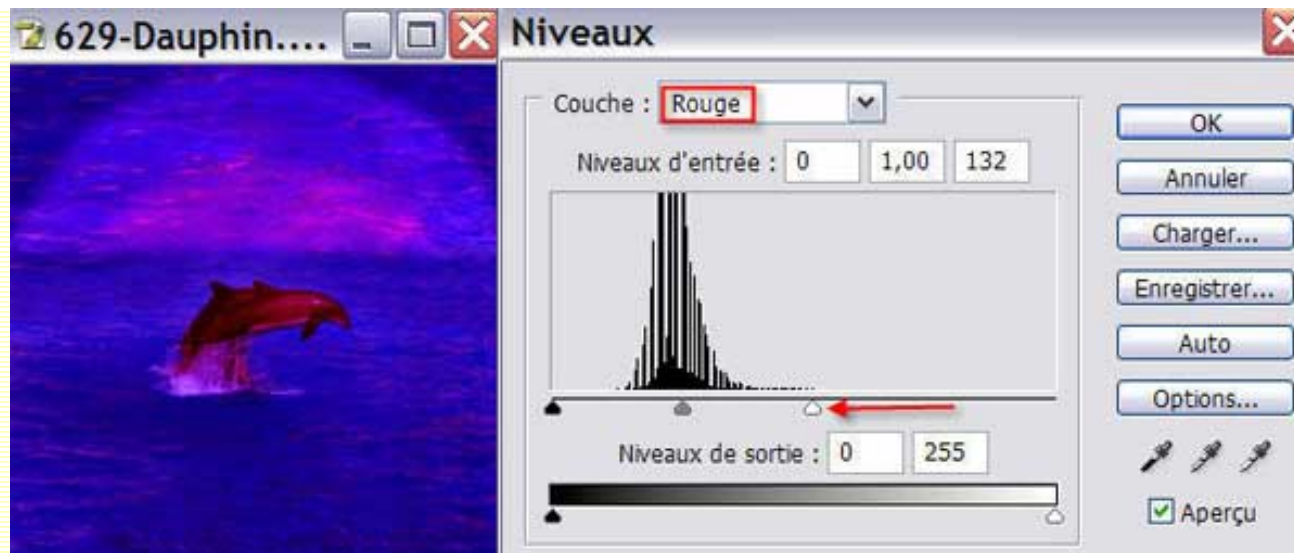 629-Dauphin....
Niveaux
Couche : Rouge
Niveaux d'entrée : 0 1,00 132
Niveaux de sortie : 0 255
OK
Annuler
Charger...
Enregistrer...
Auto
Options...
Aperçu